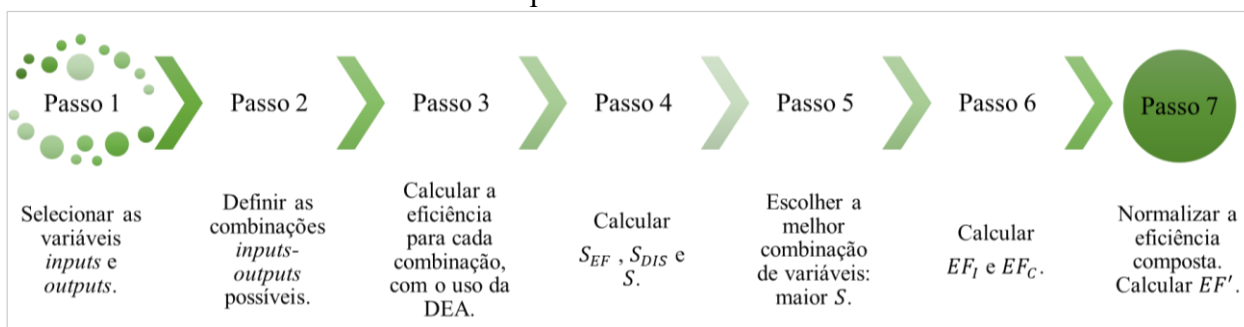 Passo 1
Passo 2
Passo 3
Passo 4
Passo 5
Passo 6
Passo 7
Selecionar as
variáveis
inputs e
outputs.
Definir as
combinações
inputs-
outputs
possíveis.
Calcular a
eficiência
para cada
combinação,
com o uso da
DEA.
Calcular
S_EF , S_DIS e
S.
Escolher a
melhor
combinação
de variáveis:
maior S.
Calcular
EF_I e EF_C.
Normalizar a
eficiência
composta.
Calcular EF'.